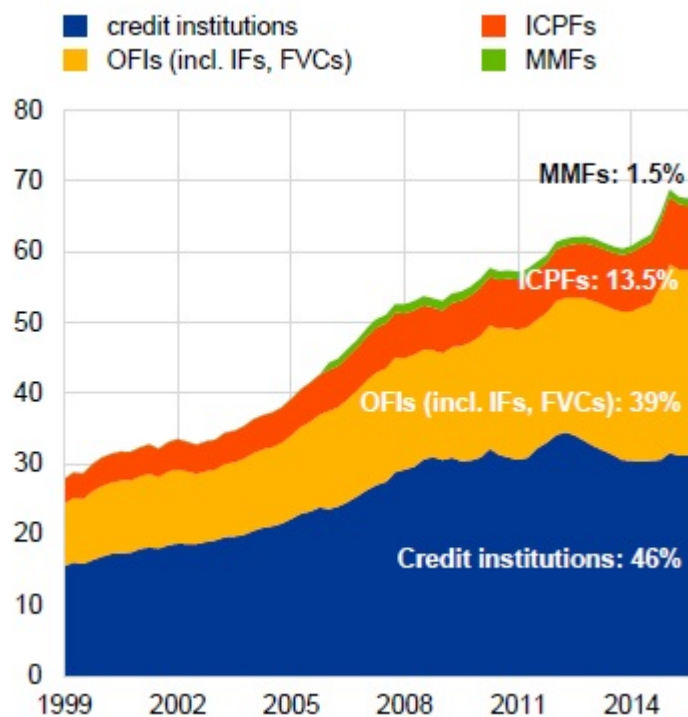 credit institutions
ICPFs
OFIs (incl. IFs, FVCs)
MMFs
80
70
60
50
40
30
20
10
0
MMFs: 1.5%
ICPFs: 13.5%
OFIs (incl. IFs, FVCs): 39%
Credit institutions: 46%
1999 2002 2005 2008 2011 2014